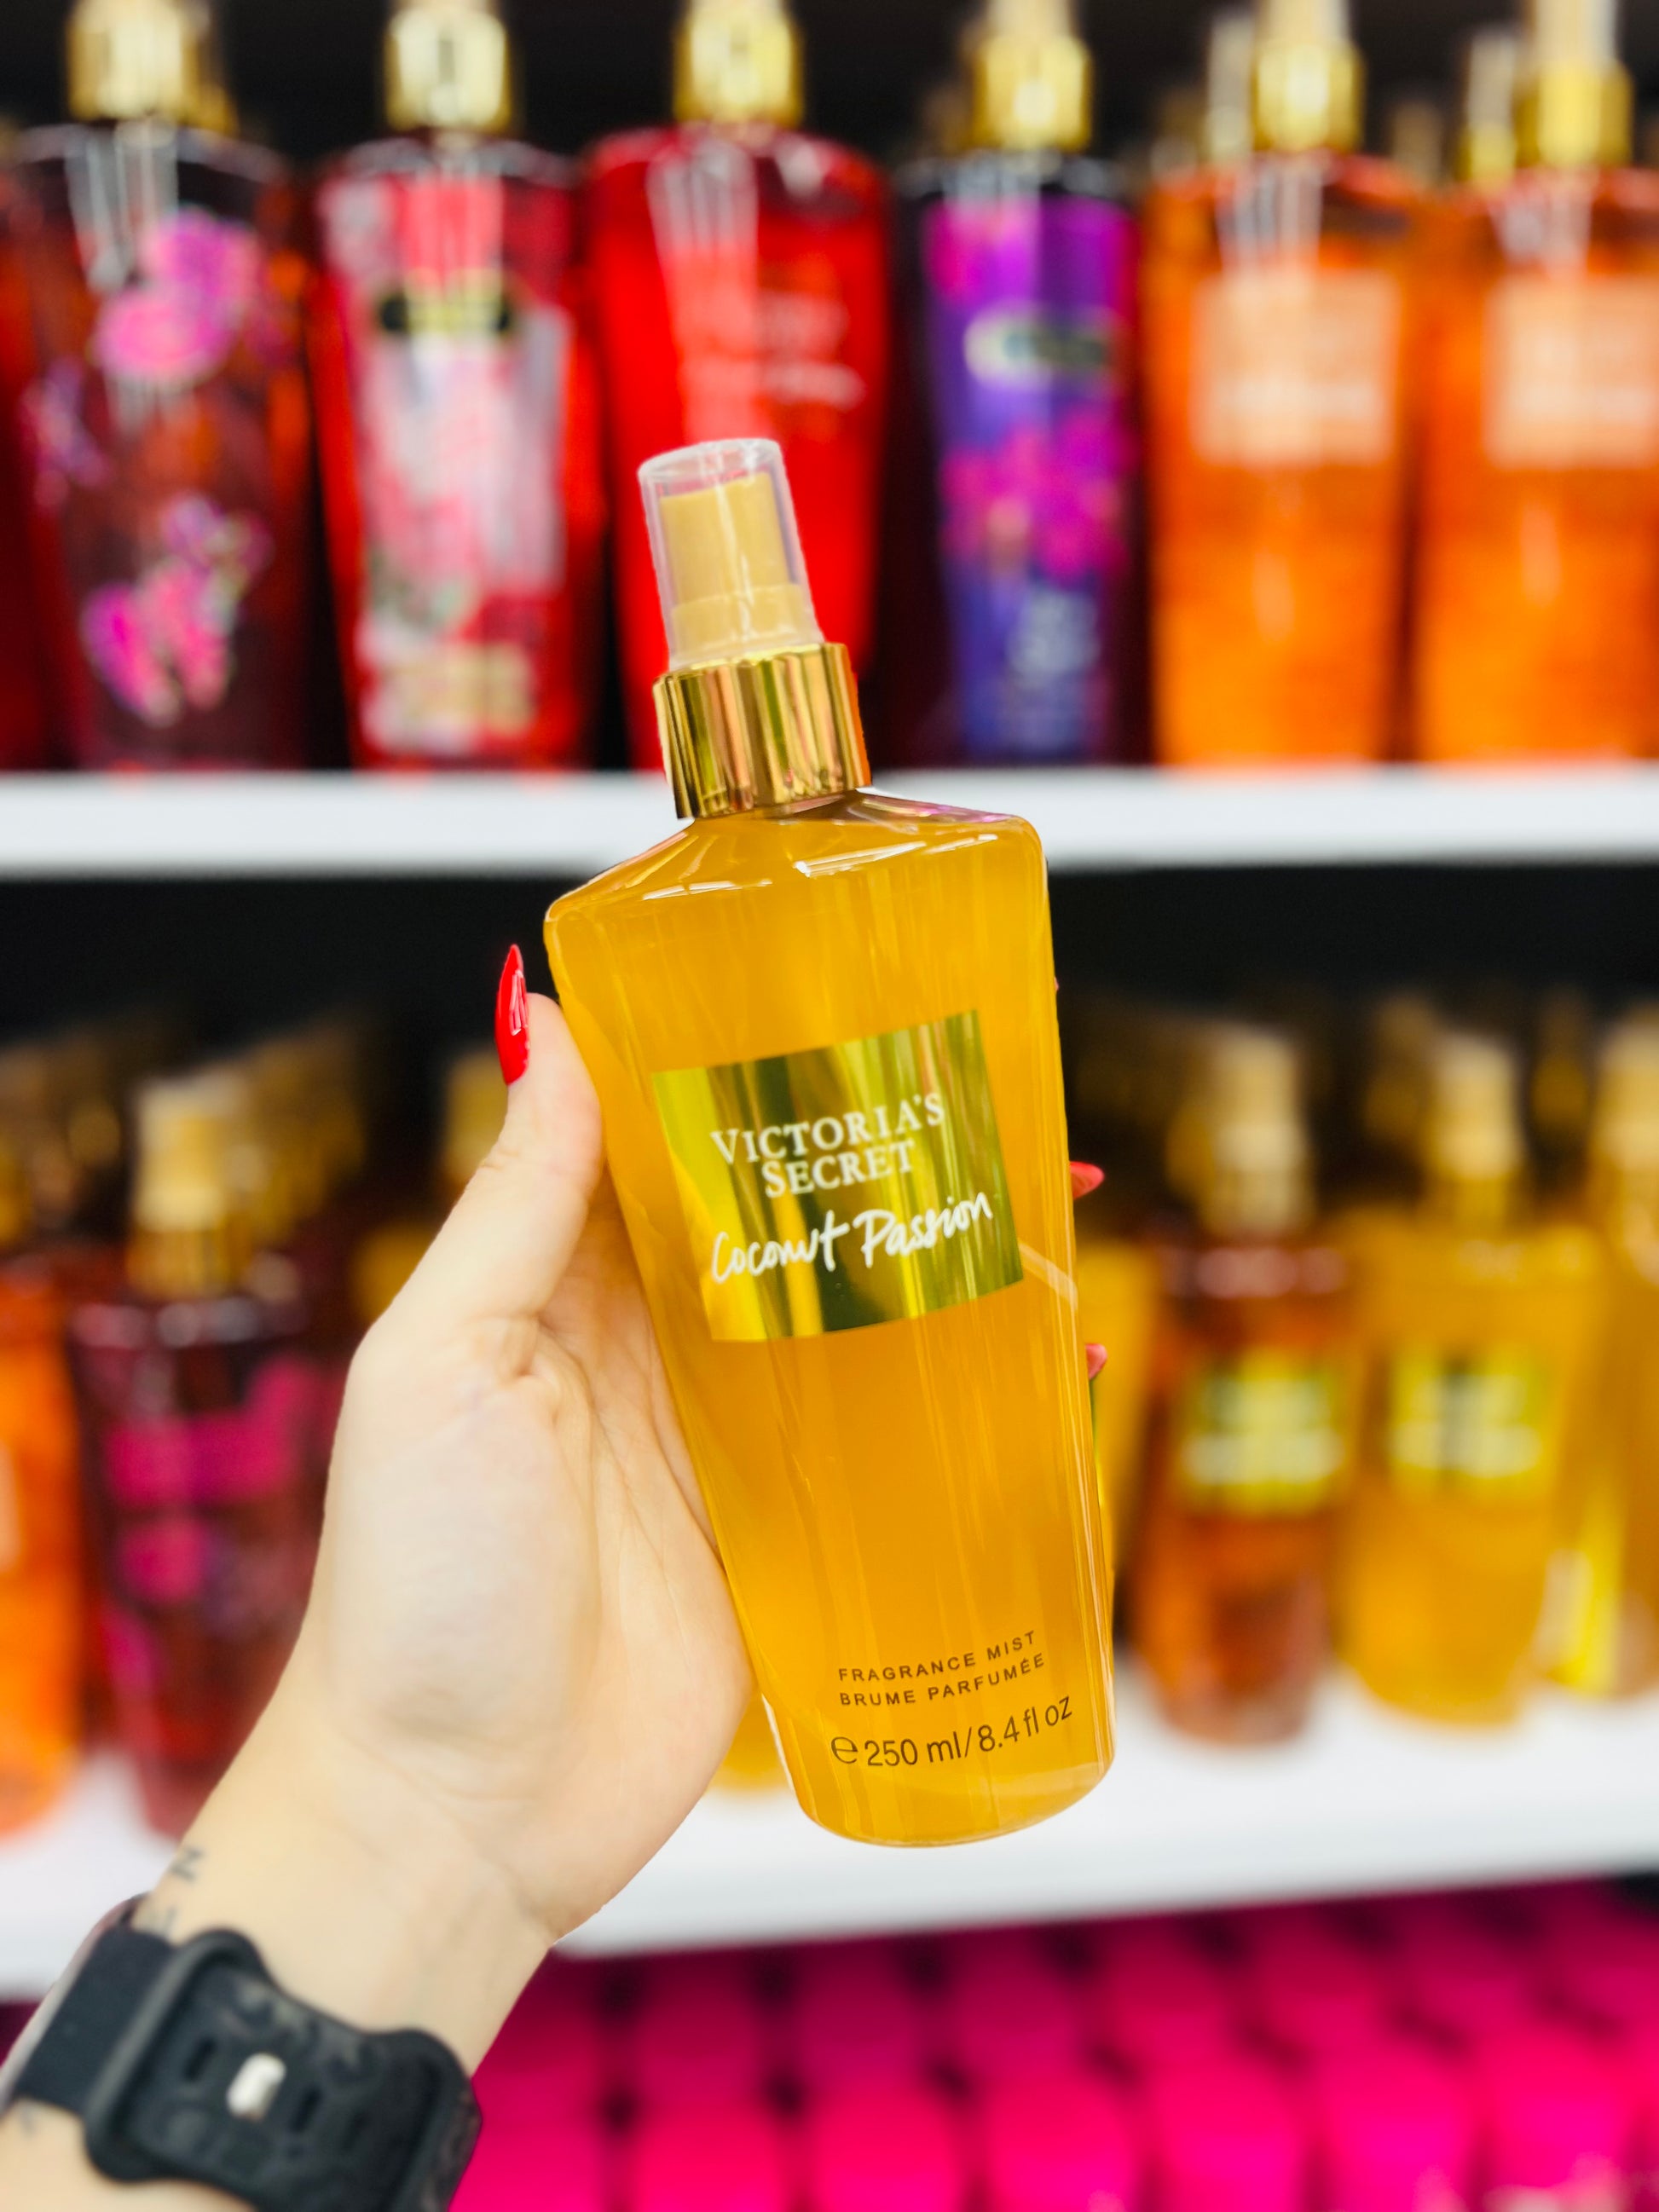 VICTORIA'S
SECRET
Coconut Passion
FRAGRANCE MIST
BRUME PARFUMÉE
℮ 250 ml/8.4 fl oz